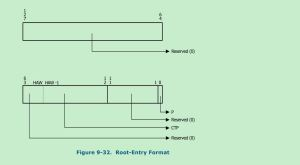 1
2
7
6
4
Reserved (0)
6
3
HAW HAW -1
1
2
1
1
1 0
P
Reserved (0)
CTP
Reserved (0)
Figure 9-32. Root-Entry Format